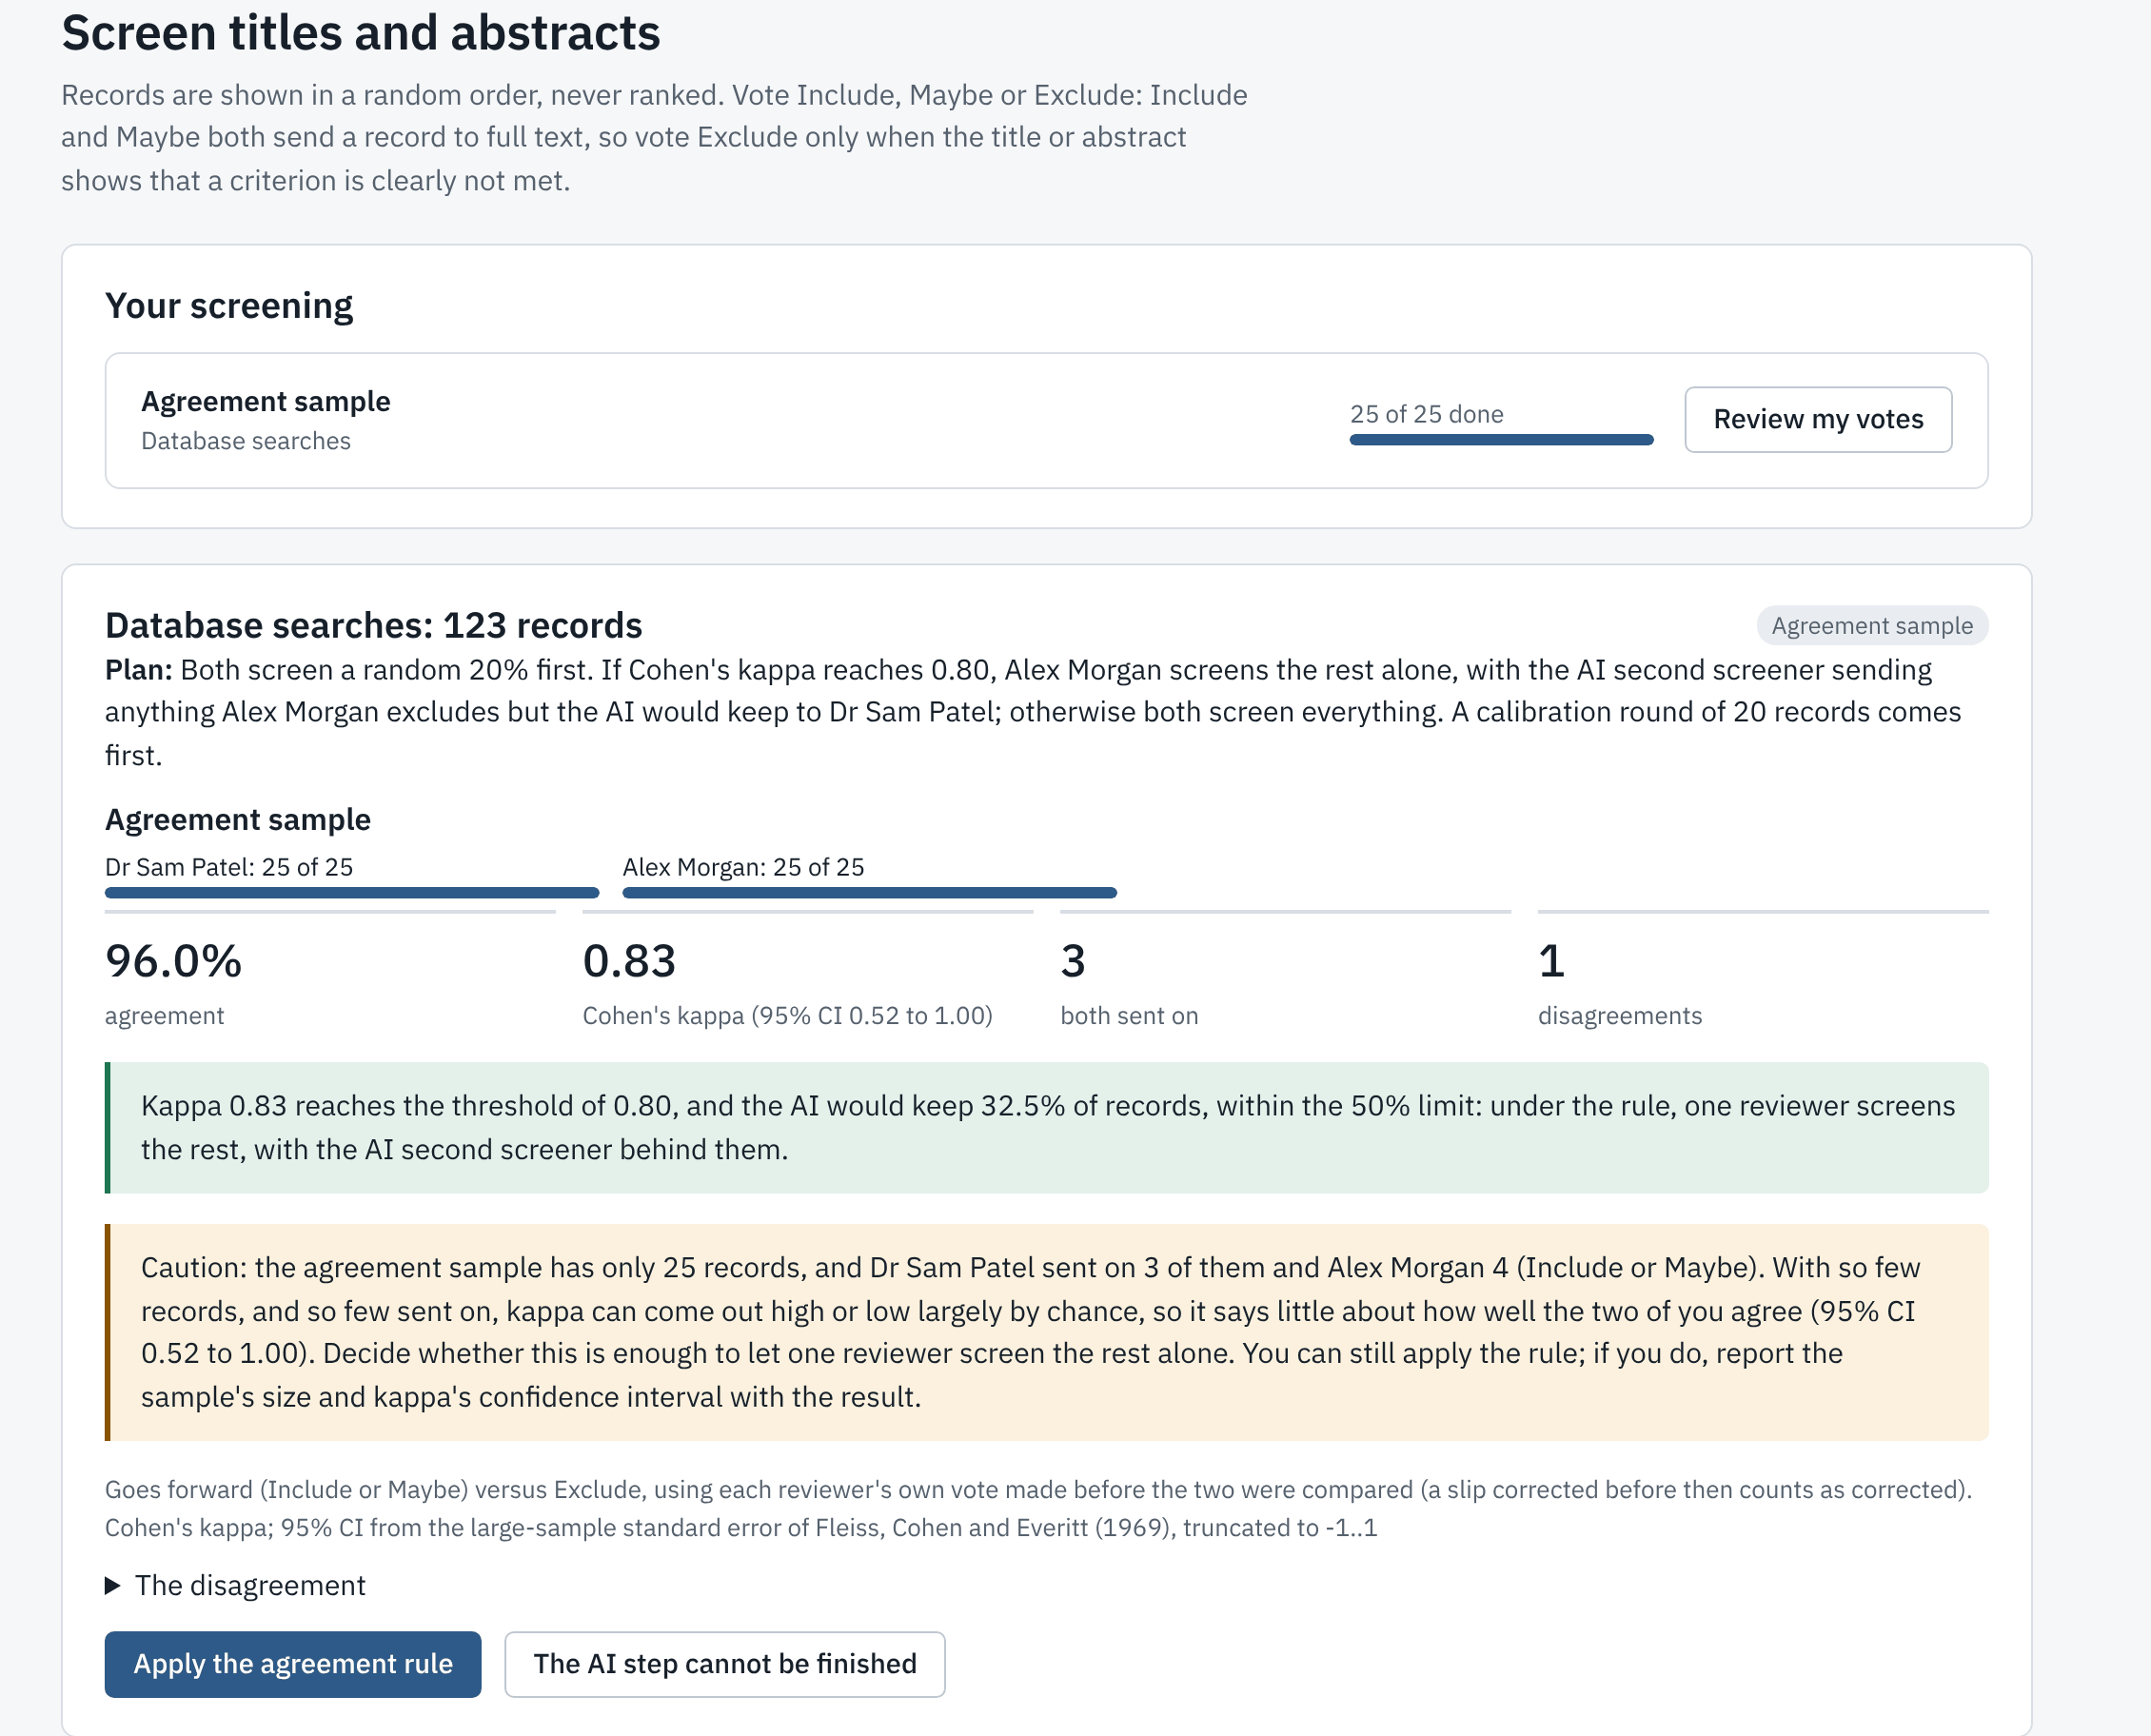 Screen titles and abstracts
Records are shown in a random order, never ranked. Vote Include, Maybe or Exclude: Include
and Maybe both send a record to full text, so vote Exclude only when the title or abstract
shows that a criterion is clearly not met.
Your screening
Agreement sample
Database searches
25 of 25 done
Review my votes
Database searches: 123 records
Agreement sample
Plan: Both screen a random 20% first. If Cohen's kappa reaches 0.80, Alex Morgan screens the rest alone, with the AI second screener sending
anything Alex Morgan excludes but the AI would keep to Dr Sam Patel; otherwise both screen everything. A calibration round of 20 records comes
first.
Agreement sample
Dr Sam Patel: 25 of 25
Alex Morgan: 25 of 25
96.0%
agreement
0.83
Cohen's kappa (95% CI 0.52 to 1.00)
3
both sent on
1
disagreements
Kappa 0.83 reaches the threshold of 0.80, and the AI would keep 32.5% of records, within the 50% limit: under the rule, one reviewer screens
the rest, with the AI second screener behind them.
Caution: the agreement sample has only 25 records, and Dr Sam Patel sent on 3 of them and Alex Morgan 4 (Include or Maybe). With so few
records, and so few sent on, kappa can come out high or low largely by chance, so it says little about how well the two of you agree (95% CI
0.52 to 1.00). Decide whether this is enough to let one reviewer screen the rest alone. You can still apply the rule; if you do, report the
sample's size and kappa's confidence interval with the result.
Goes forward (Include or Maybe) versus Exclude, using each reviewer's own vote made before the two were compared (a slip corrected before then counts as corrected).
Cohen's kappa; 95% CI from the large-sample standard error of Fleiss, Cohen and Everitt (1969), truncated to -1..1
▶ The disagreement
Apply the agreement rule
The AI step cannot be finished